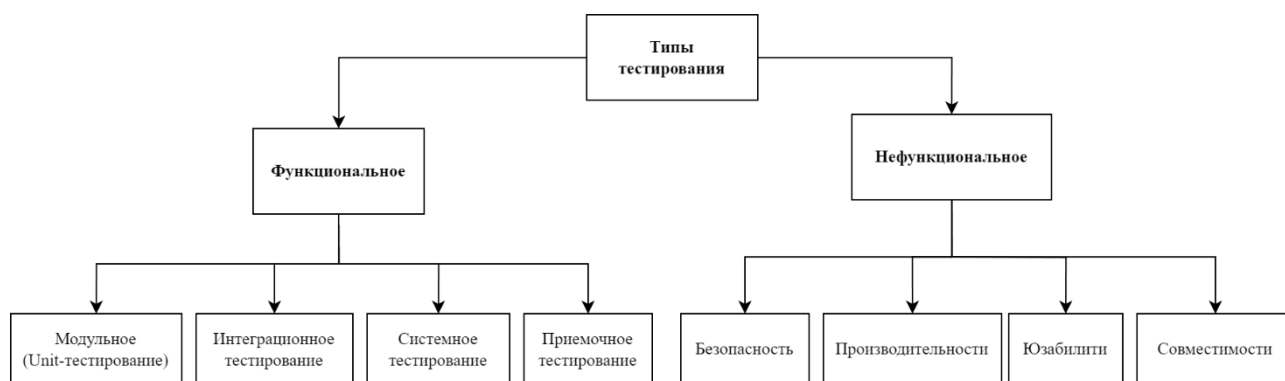 Типы
тестирования
Функциональное
Нефункциональное
Модульное
(Unit-тестирование)
Интеграционное
тестирование
Системное
тестирование
Приемочное
тестирование
Безопасность
Производительности
Юзабилити
Совместимости